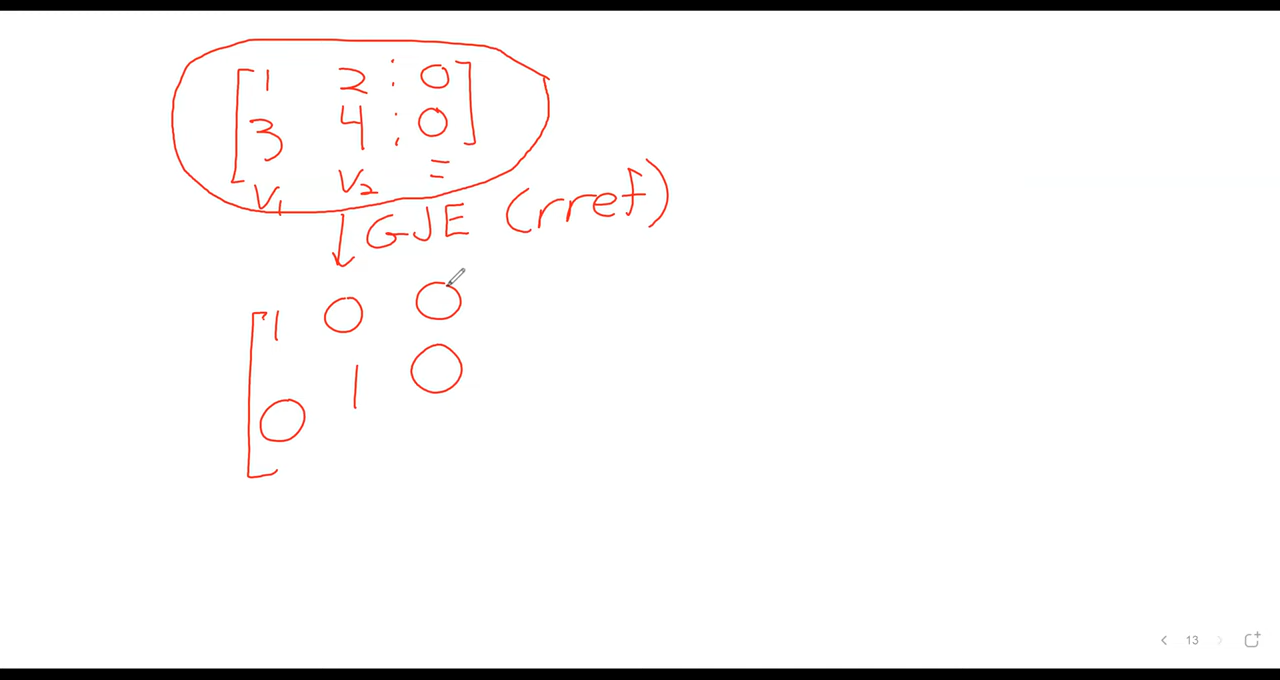 [1 2 : 0]
[3 4 : 0]
V₁ V₂ =
↓ GJE (rref)
[1 0 0
0 1 0
< 13 >